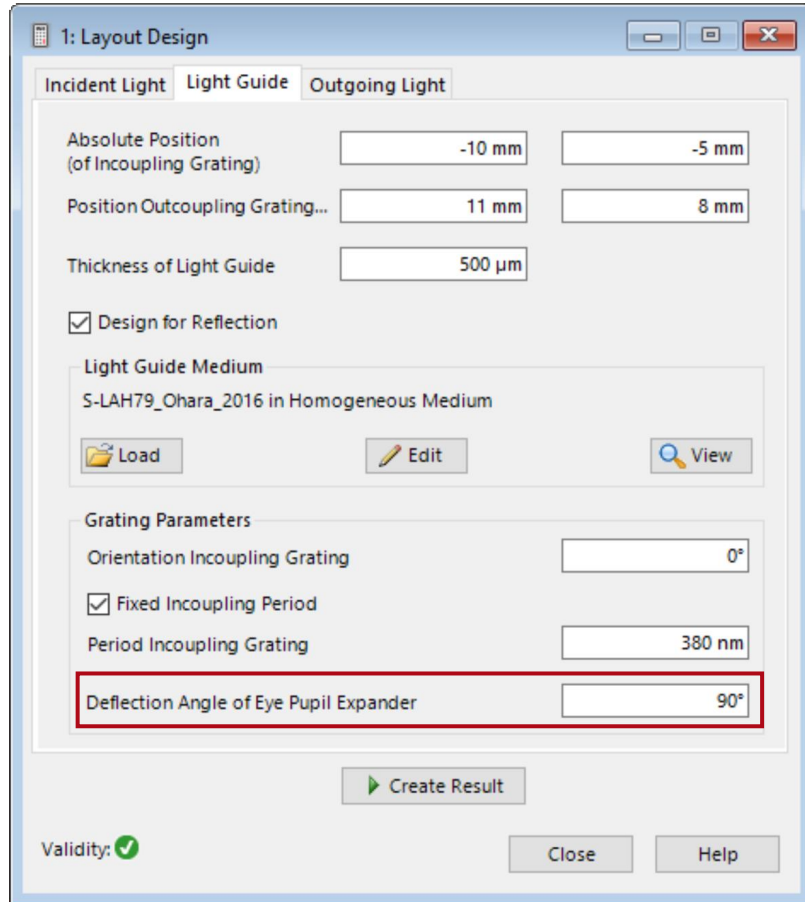 1: Layout Design
Incident Light Light Guide Outgoing Light
Absolute Position
(of Incoupling Grating) -10 mm -5 mm
Position Outcoupling Grating... 11 mm 8 mm
Thickness of Light Guide 500 µm
Design for Reflection
Light Guide Medium
S-LAH79_Ohara_2016 in Homogeneous Medium
Load Edit View
Grating Parameters
Orientation Incoupling Grating 0°
Fixed Incoupling Period
Period Incoupling Grating 380 nm
Deflection Angle of Eye Pupil Expander 90°
Create Result
Validity: Close Help